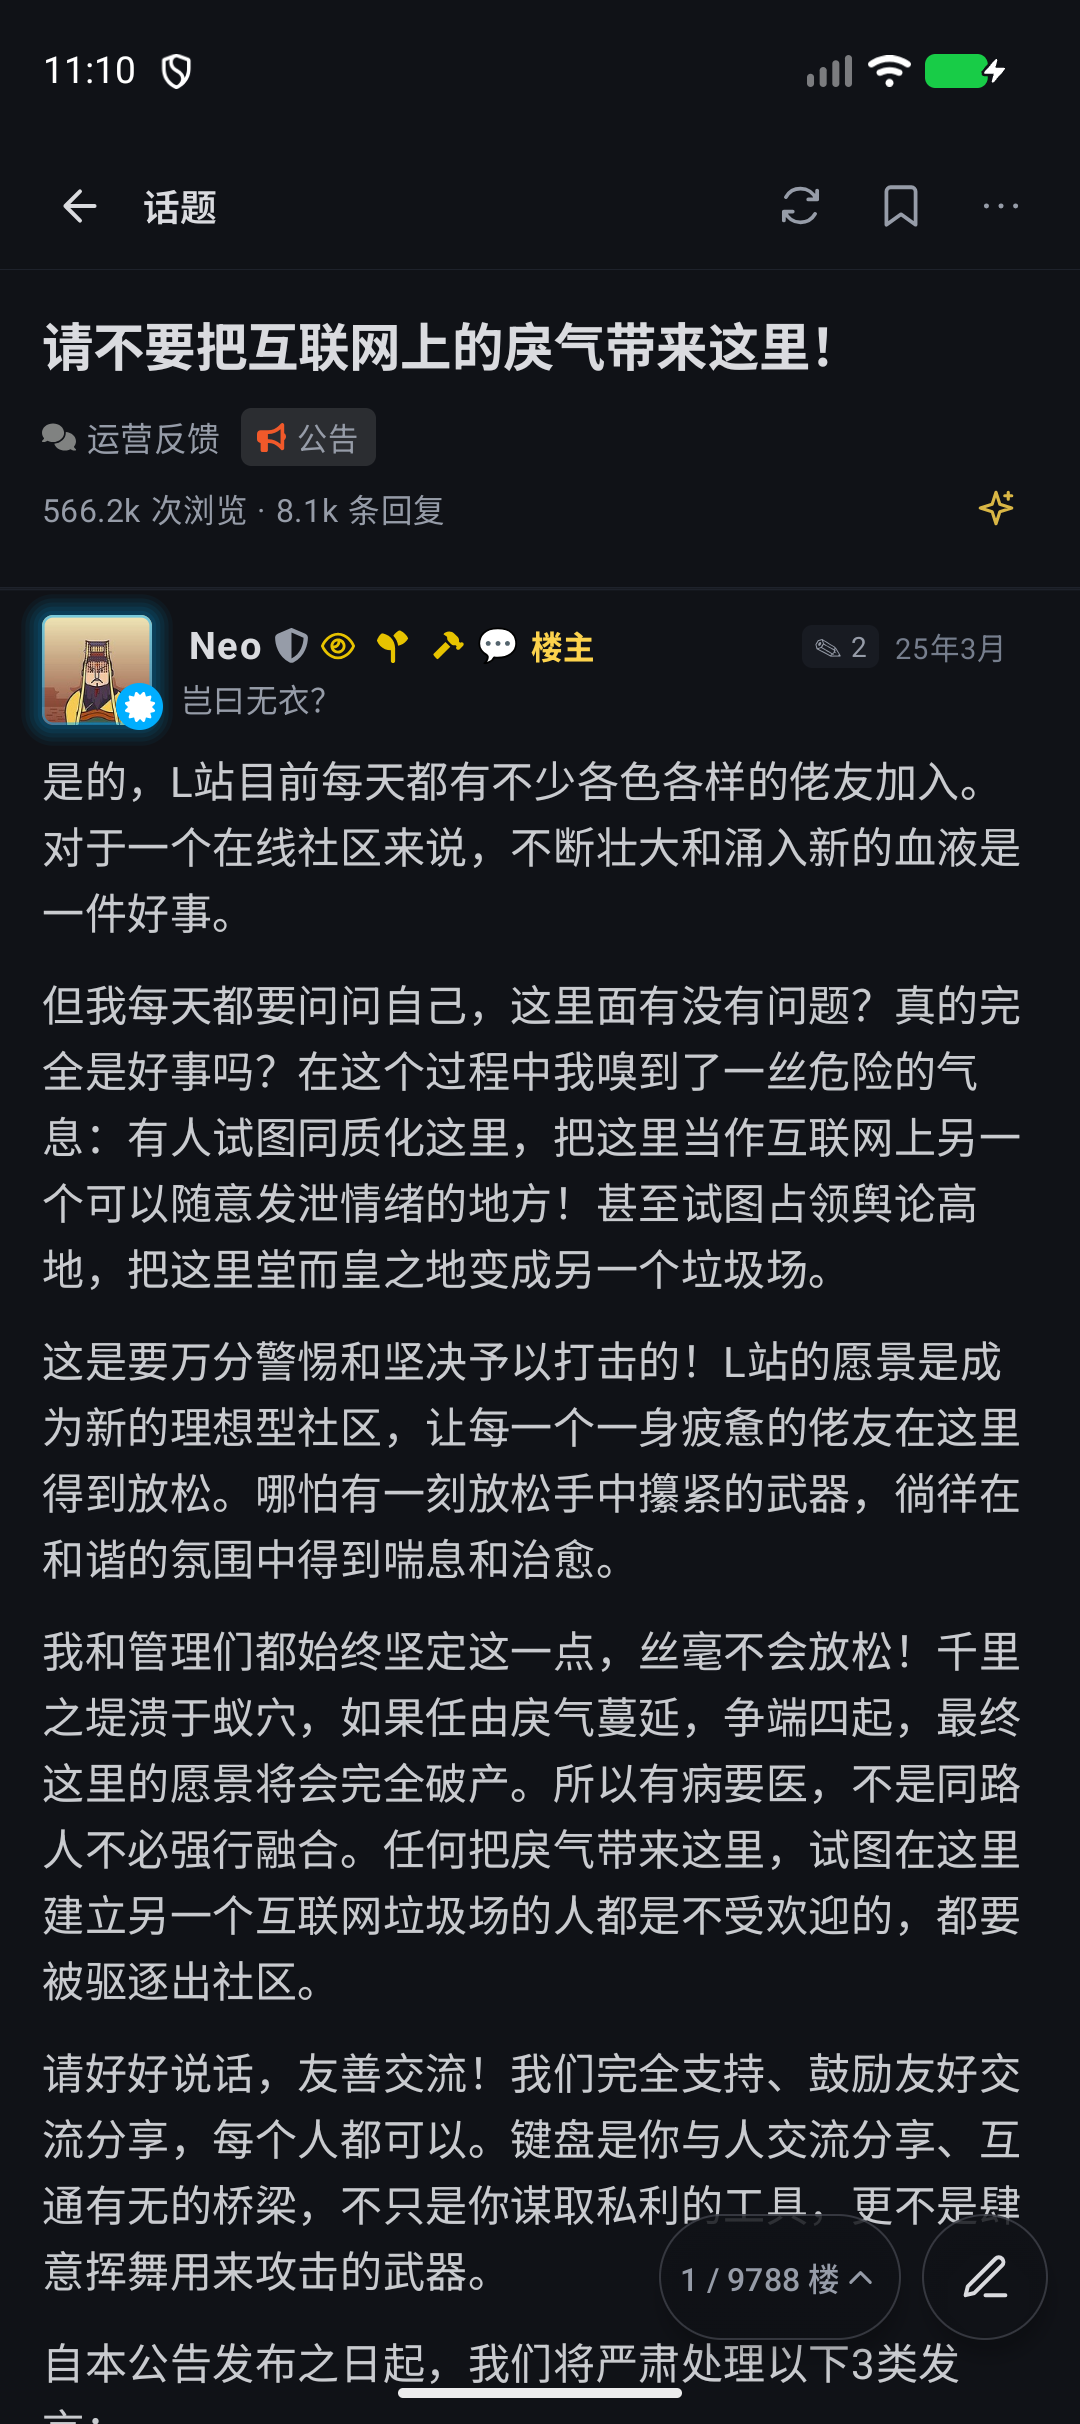 11:10
话题
请不要把互联网上的戾气带来这里！
运营反馈 公告
566.2k 次浏览 · 8.1k 条回复
Neo 楼主 2 25年3月
岂曰无衣？
是的，L站目前每天都有不少各色各样的佬友加入。
对于一个在线社区来说，不断壮大和涌入新的血液是
一件好事。
但我每天都要问问自己，这里面有没有问题？真的完
全是好事吗？在这个过程中我嗅到了一丝危险的气
息：有人试图同质化这里，把这里当作互联网上另一
个可以随意发泄情绪的地方！甚至试图占领舆论高
地，把这里堂而皇之地变成另一个垃圾场。
这是要万分警惕和坚决予以打击的！L站的愿景是成
为新的理想型社区，让每一个一身疲惫的佬友在这里
得到放松。哪怕有一刻放松手中攥紧的武器，徜徉在
和谐的氛围中得到喘息和治愈。
我和管理们都始终坚定这一点，丝毫不会放松！千里
之堤溃于蚁穴，如果任由戾气蔓延，争端四起，最终
这里的愿景将会完全破产。所以有病要医，不是同路
人不必强行融合。任何把戾气带来这里，试图在这里
建立另一个互联网垃圾场的人都是不受欢迎的，都要
被驱逐出社区。
请好好说话，友善交流！我们完全支持、鼓励友好交
流分享，每个人都可以。键盘是你与人交流分享、互
通有无的桥梁，不只是你谋取私利的工具，更不是肆
意挥舞用来攻击的武器。
1 / 9788 楼
自本公告发布之日起，我们将严肃处理以下3类发
言：